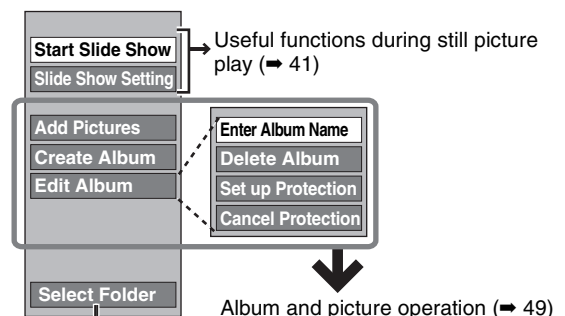 Start Slide Show
Slide Show Setting
Useful functions during still picture
play (➡ 41)
Add Pictures
Create Album
Edit Album
Enter Album Name
Delete Album
Set up Protection
Cancel Protection
Select Folder
Album and picture operation (➡ 49)